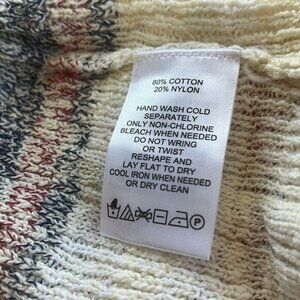 80% COTTON
20% NYLON
HAND WASH COLD
SEPARATELY
ONLY NON-CHLORINE
BLEACH WHEN NEEDED
DO NOT WRING
OR TWIST
RESHAPE AND
LAY FLAT TO DRY
COOL IRON WHEN NEEDED
OR DRY CLEAN
P